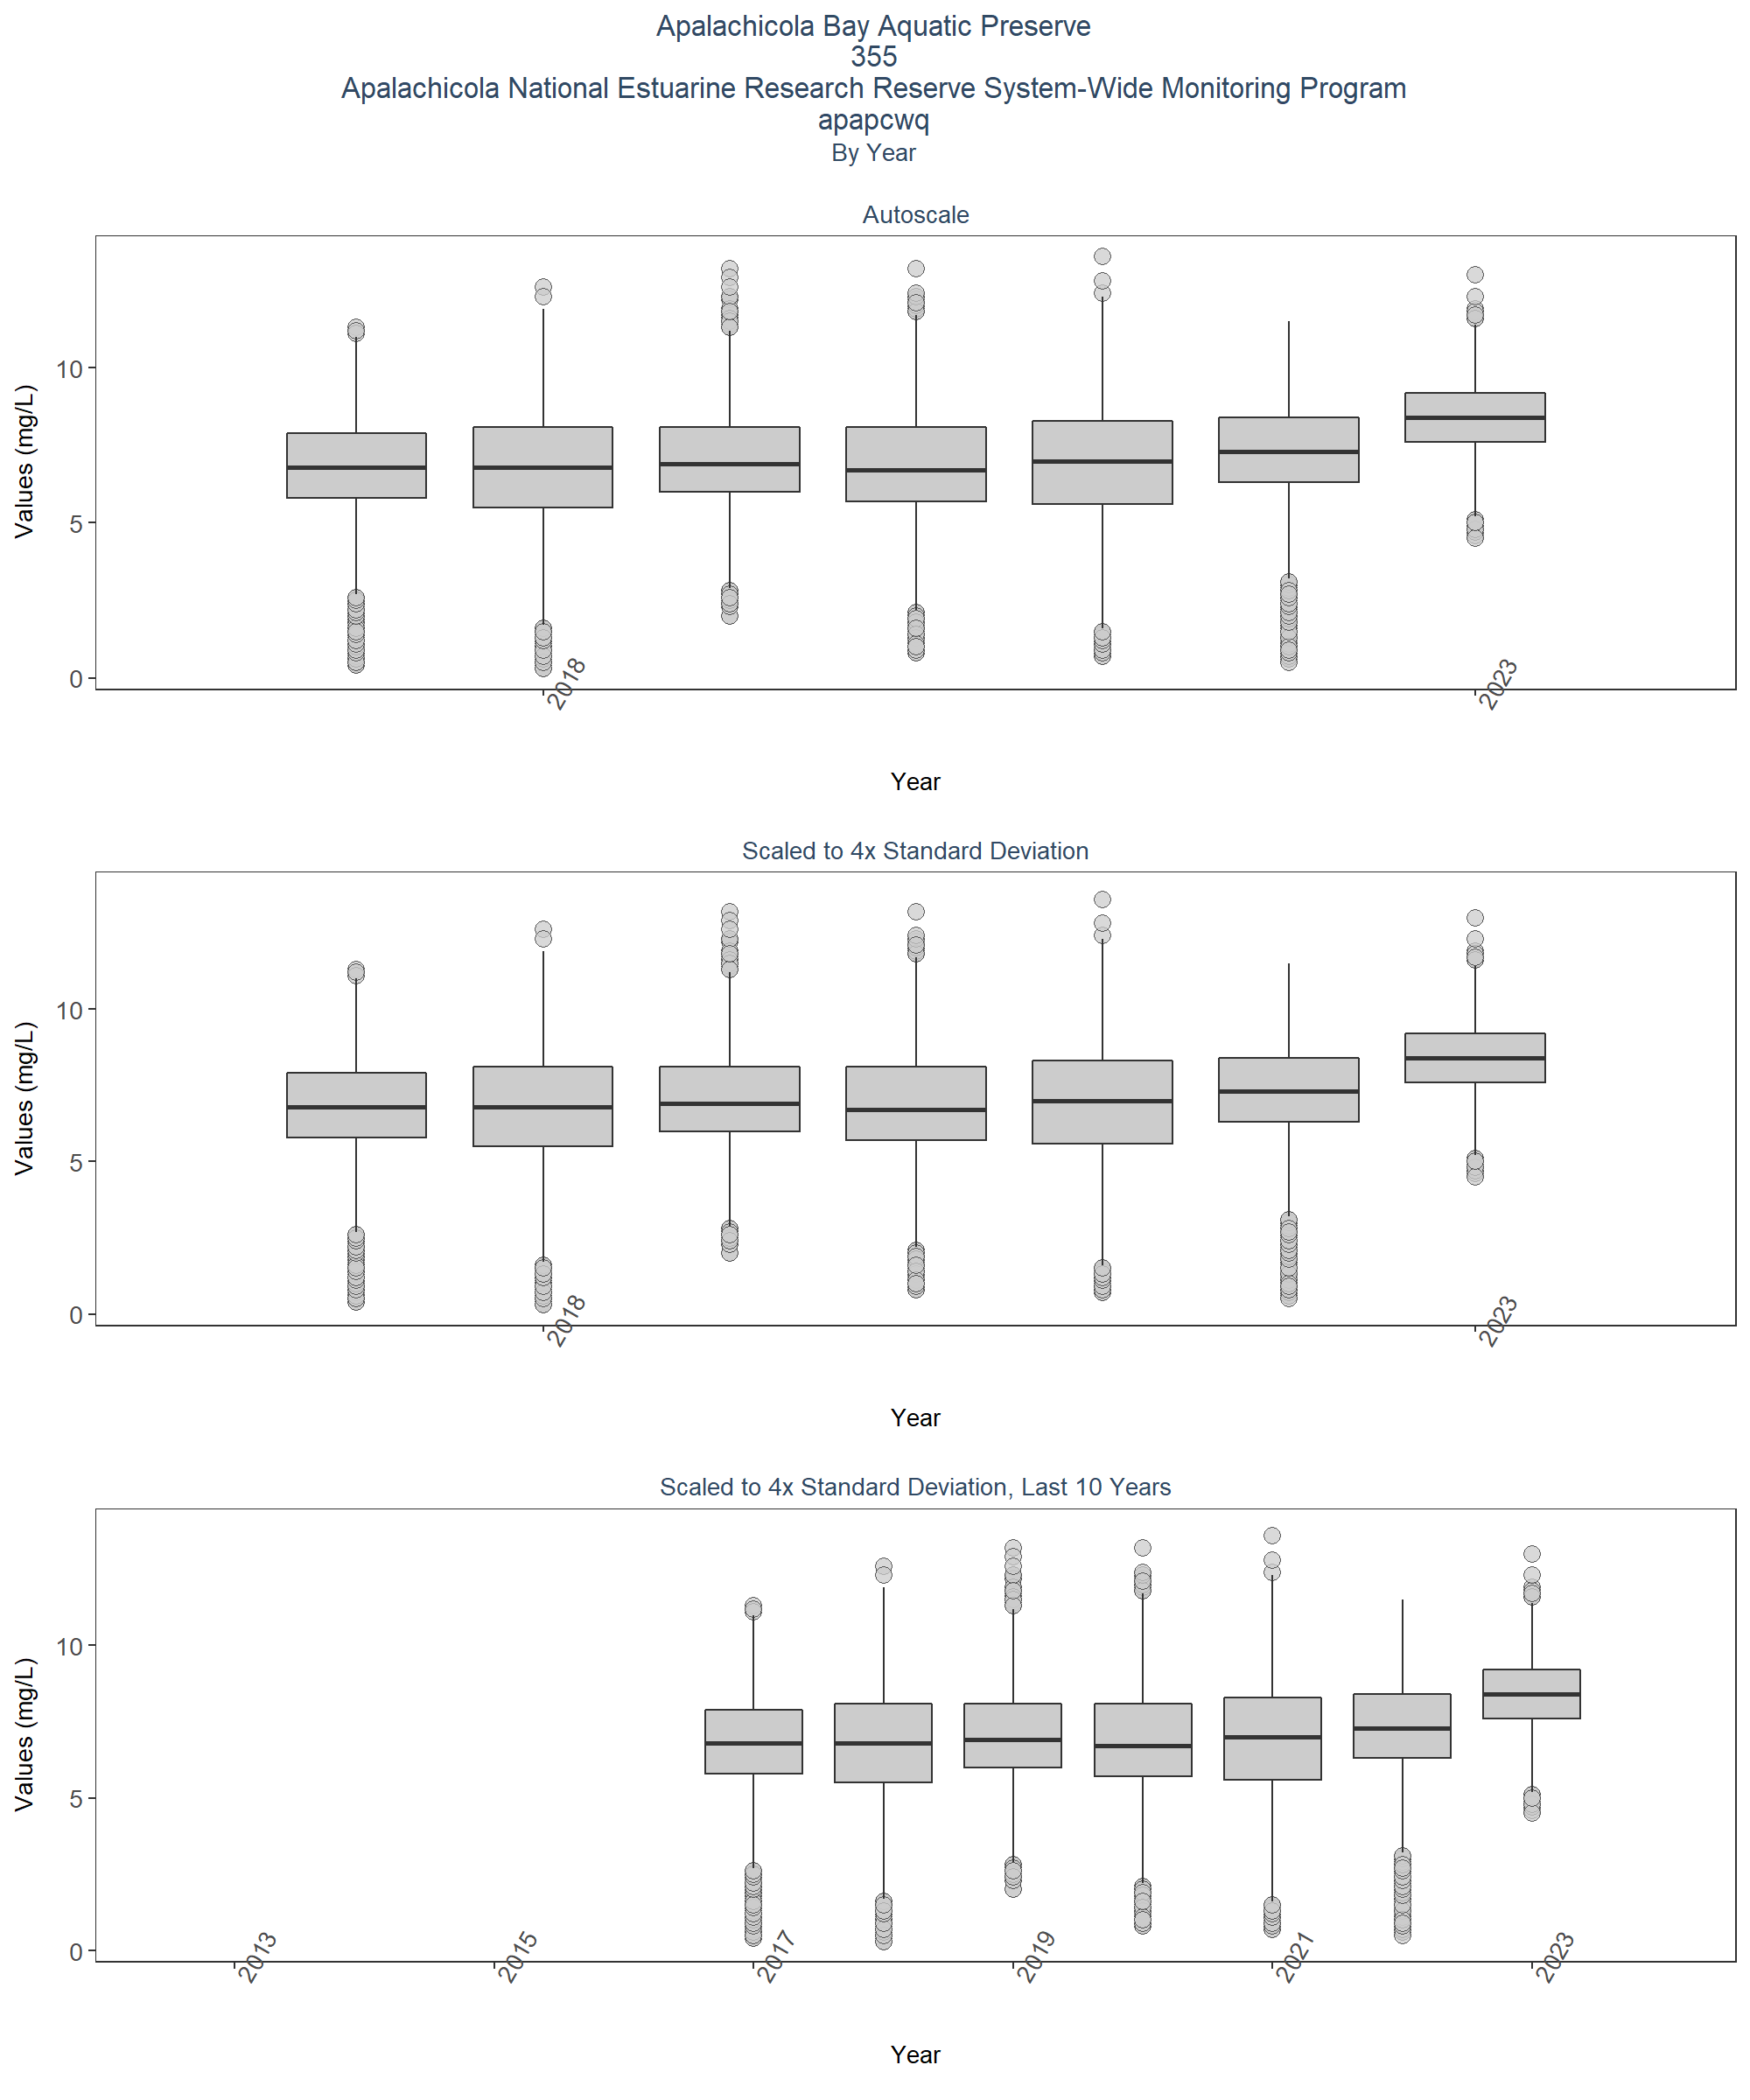 Apalachicola Bay Aquatic Preserve
355
Apalachicola National Estuarine Research Reserve System-Wide Monitoring Program
apapcwq
By Year
Autoscale
Values (mg/L)
10
5
0
2018
2023
Year
Scaled to 4x Standard Deviation
Values (mg/L)
10
5
0
2018
2023
Year
Scaled to 4x Standard Deviation, Last 10 Years
Values (mg/L)
10
5
0
2013
2015
2017
2019
2021
2023
Year